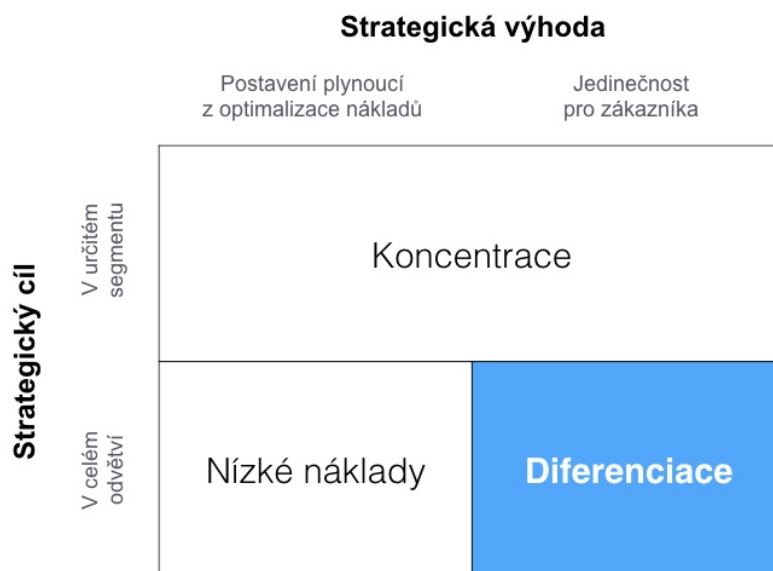 Strategická výhoda
Postavení plynoucí
z optimalizace nákladů
Jedinečnost
pro zákazníka
Strategický cíl
V určitém
segmentu
Koncentrace
V celém
odvětví
Nízké náklady
Diferenciace